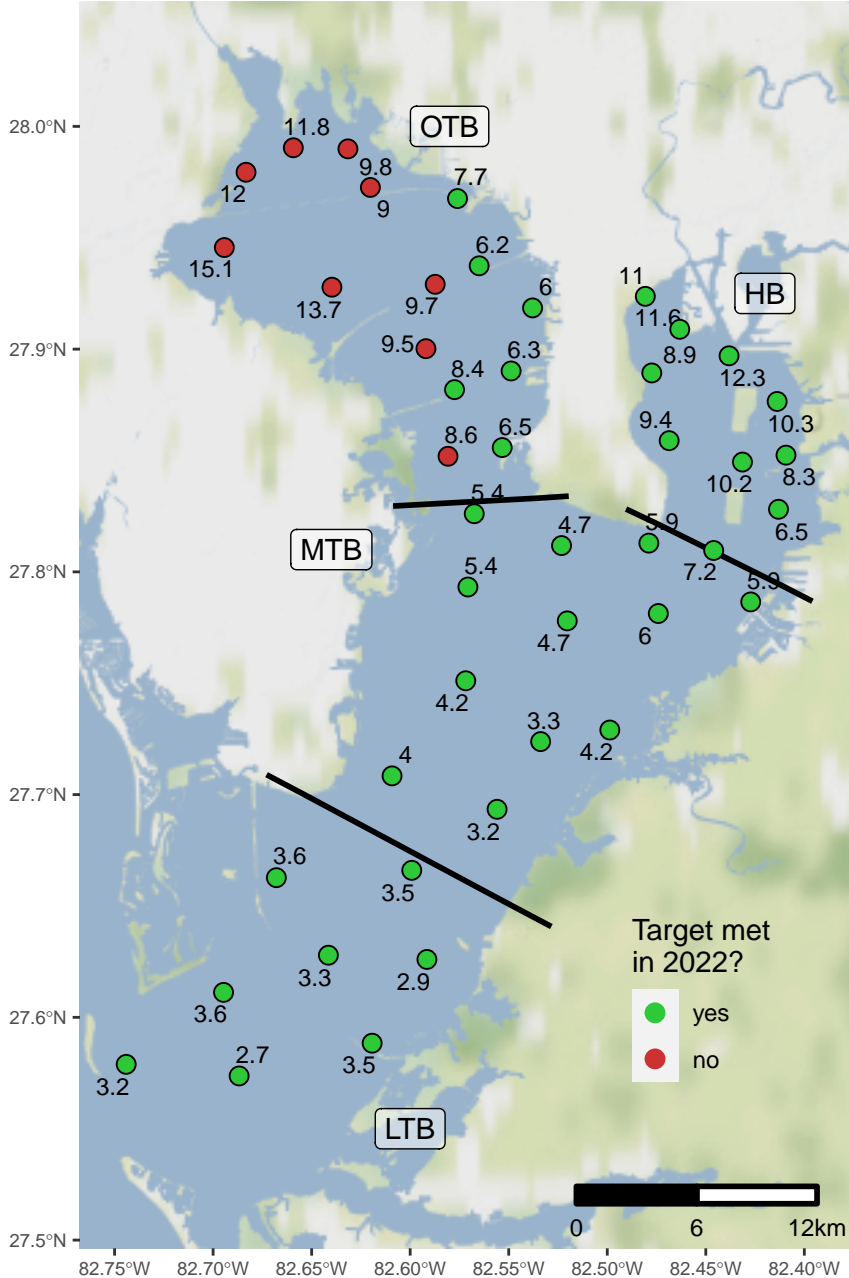 28.0°N
11.8
OTB
9.8
7.7
12
9
6.2
15.1
6
11
HB
13.7
9.7
11.6
27.9°N
9.5
6.3
8.9
8.4
12.3
9.4
10.3
8.6
6.5
10.2
8.3
5.4
4.7
5.9
6.5
MTB
7.2
27.8°N
5.4
5.9
4.7
6
4.2
3.3
4.2
4
27.7°N
3.2
3.6
3.5
Target met
in 2022?
3.3
2.9
3.6
yes
27.6°N
2.7
3.5
no
3.2
LTB
0
6
12km
27.5°N
82.75°W 82.70°W 82.65°W 82.60°W 82.55°W 82.50°W 82.45°W 82.40°W